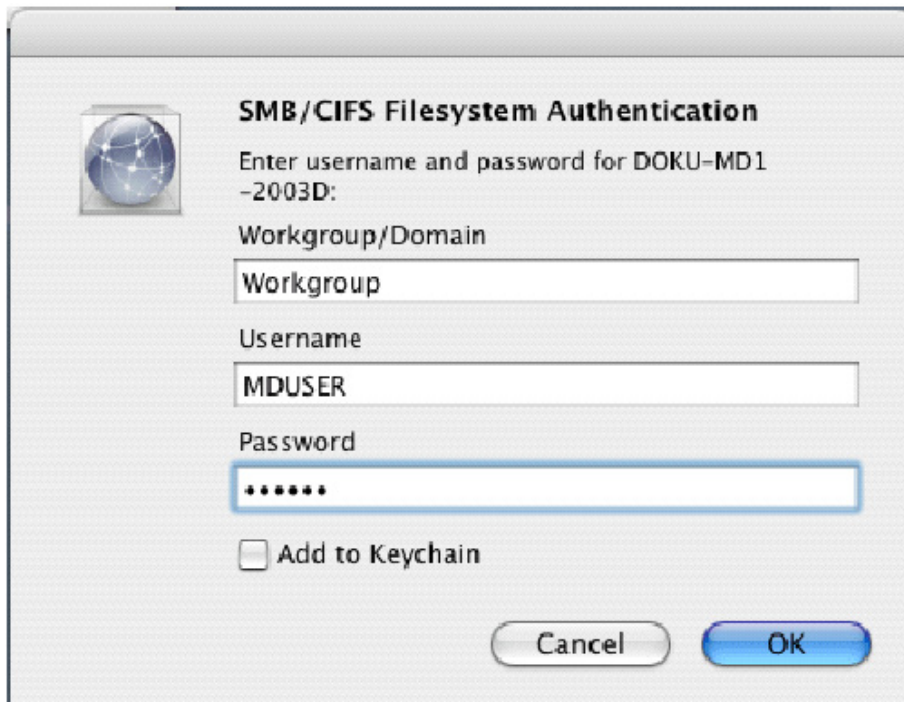 SMB/CIFS Filesystem Authentication
Enter username and password for DOKU-MD1
-2003D:
Workgroup/Domain
Workgroup
Username
MDUSER
Password
••••••
Add to Keychain
Cancel
OK